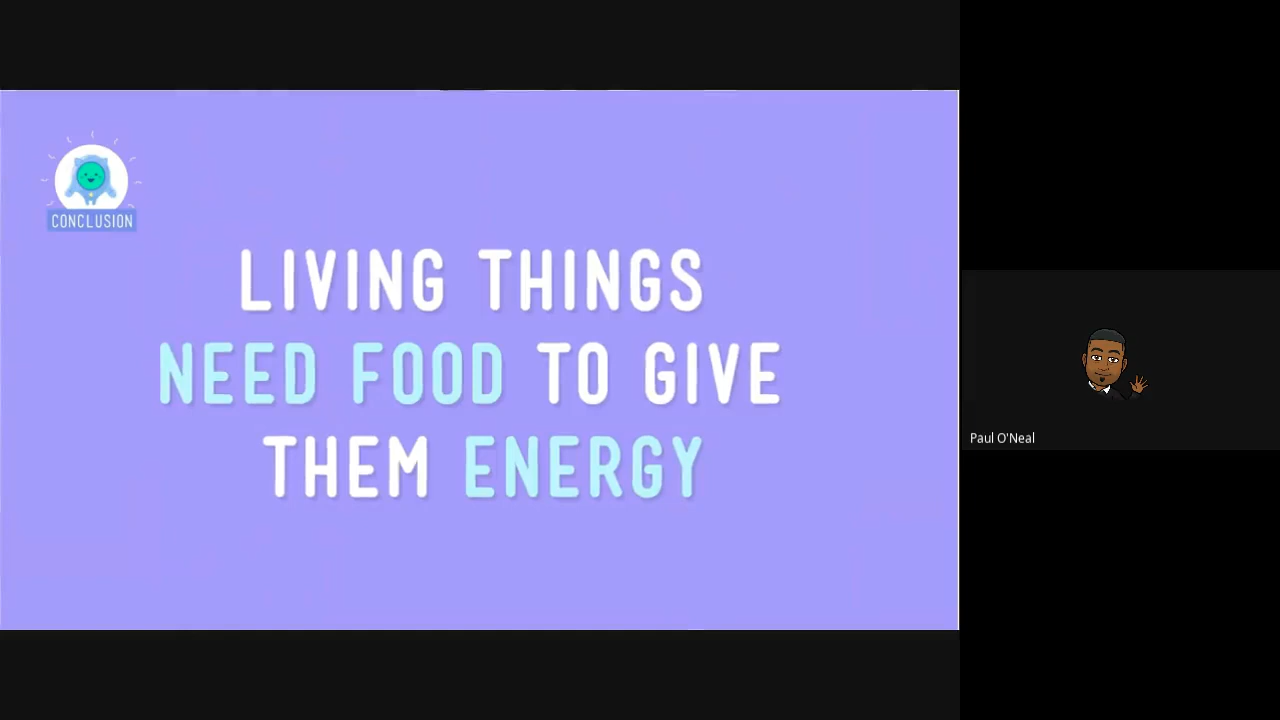 CONCLUSION
LIVING THINGS
NEED FOOD TO GIVE
THEM ENERGY
Paul O'Neal